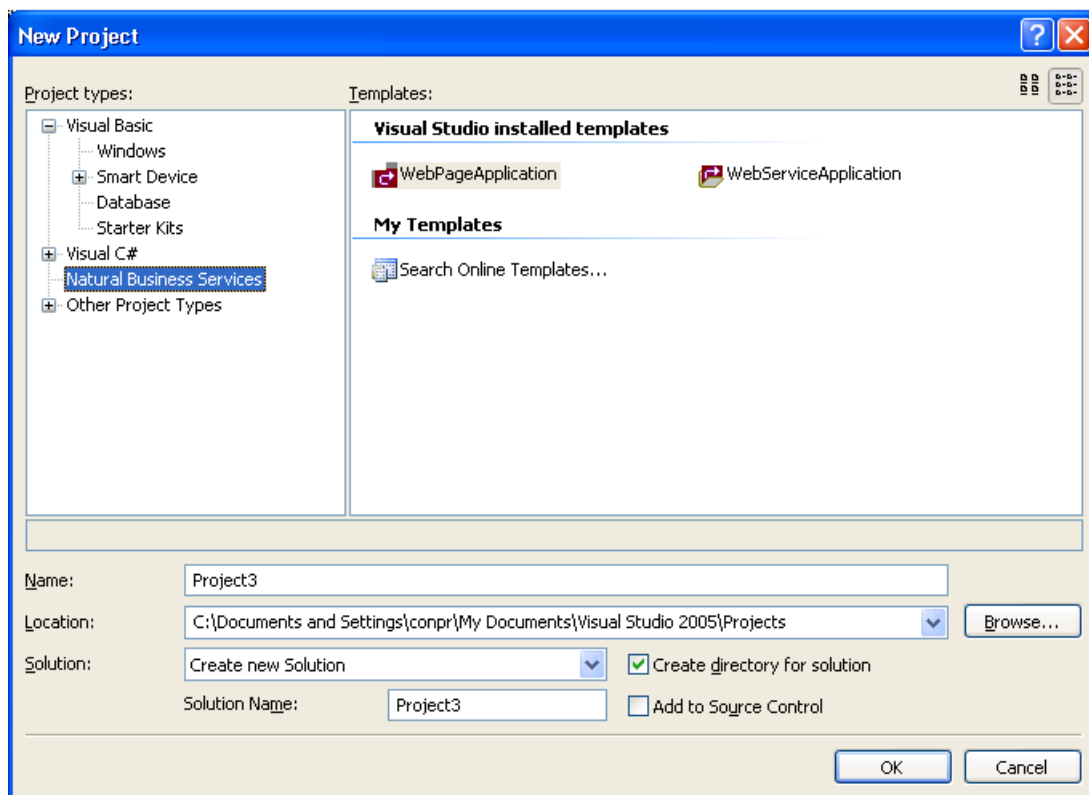 New Project
Project types:
Templates:
Visual Basic
Windows
Smart Device
Database
Starter Kits
Visual C#
Natural Business Services
Other Project Types
Visual Studio installed templates
WebPageApplication
WebServiceApplication
My Templates
Search Online Templates...
Name:
Project3
Location:
C:\Documents and Settings\conpr\My Documents\Visual Studio 2005\Projects
Browse...
Solution:
Create new Solution
Create directory for solution
Solution Name:
Project3
Add to Source Control
OK
Cancel